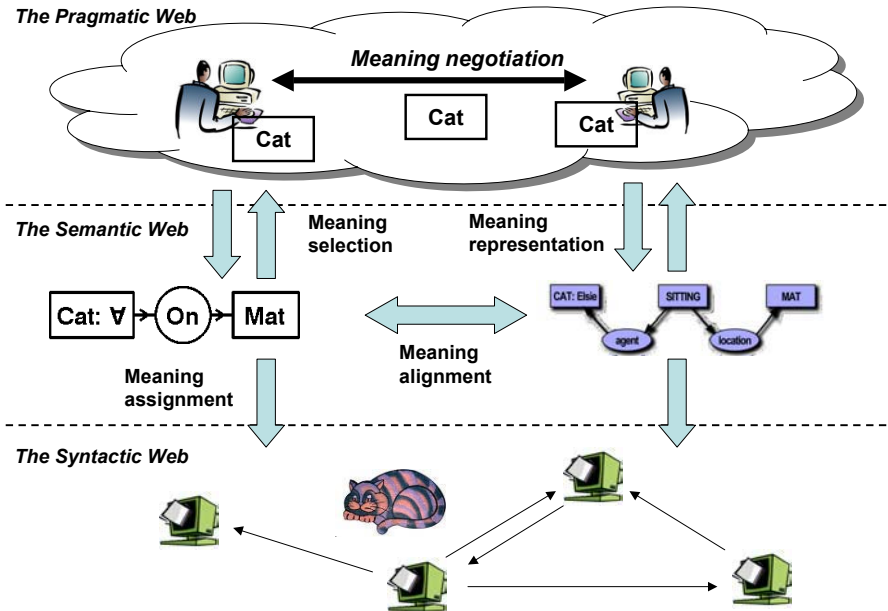 The Pragmatic Web
Meaning negotiation
Cat
Cat
Cat
The Semantic Web
Meaning
selection
Meaning
representation
Cat: ∀
On
Mat
CAT: Elsie
SITTING
MAT
agent
location
Meaning
assignment
Meaning
alignment
The Syntactic Web